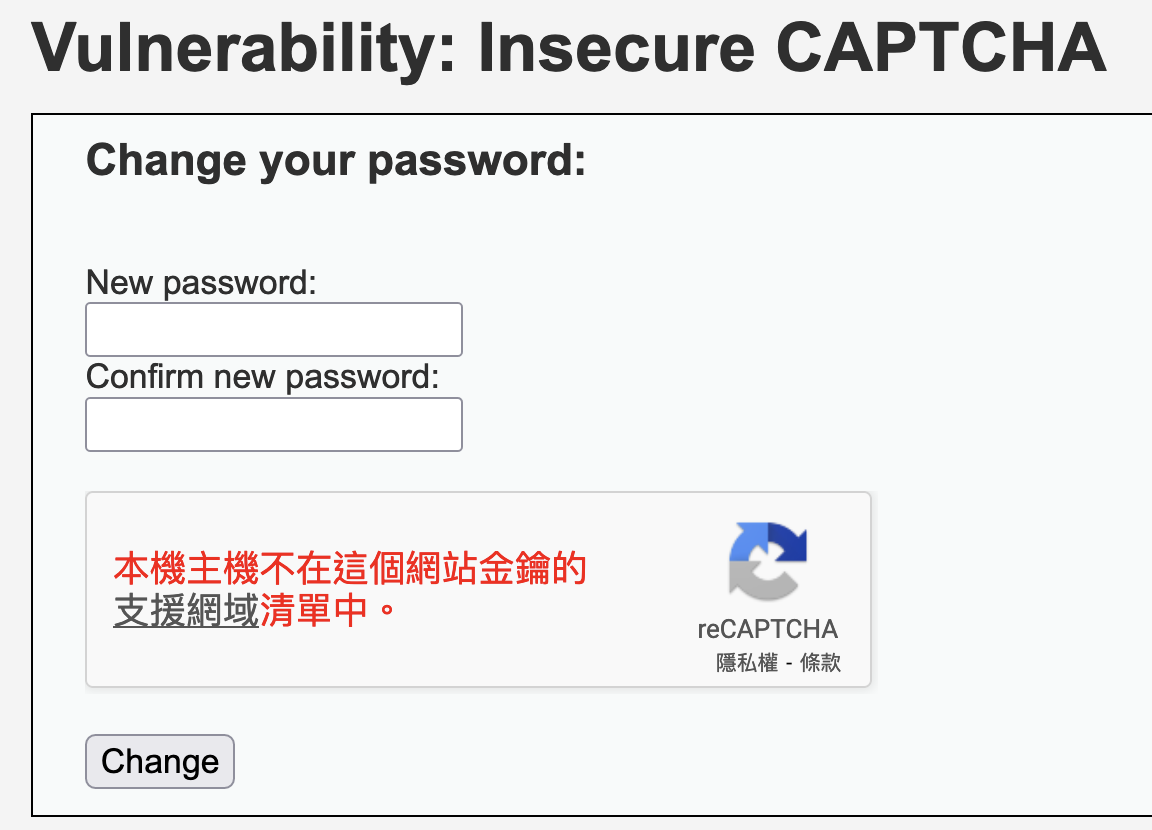 Vulnerability: Insecure CAPTCHA
Change your password:
New password:
Confirm new password:
本機主機不在這個網站金鑰的
支援網域清單中。
reCAPTCHA
隱私權 - 條款
Change